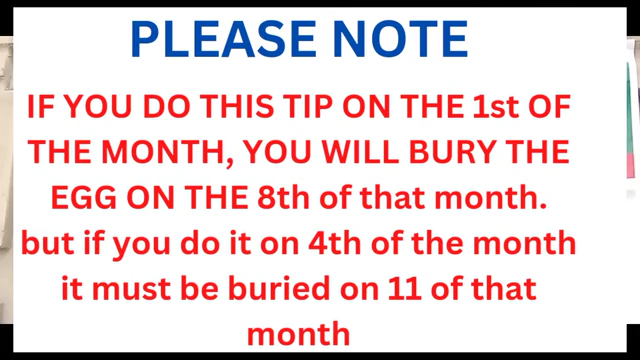 PLEASE NOTE
IF YOU DO THIS TIP ON THE 1st OF
THE MONTH, YOU WILL BURY THE
EGG ON THE 8th of that month.
but if you do it on 4th of the month
it must be buried on 11 of that
month